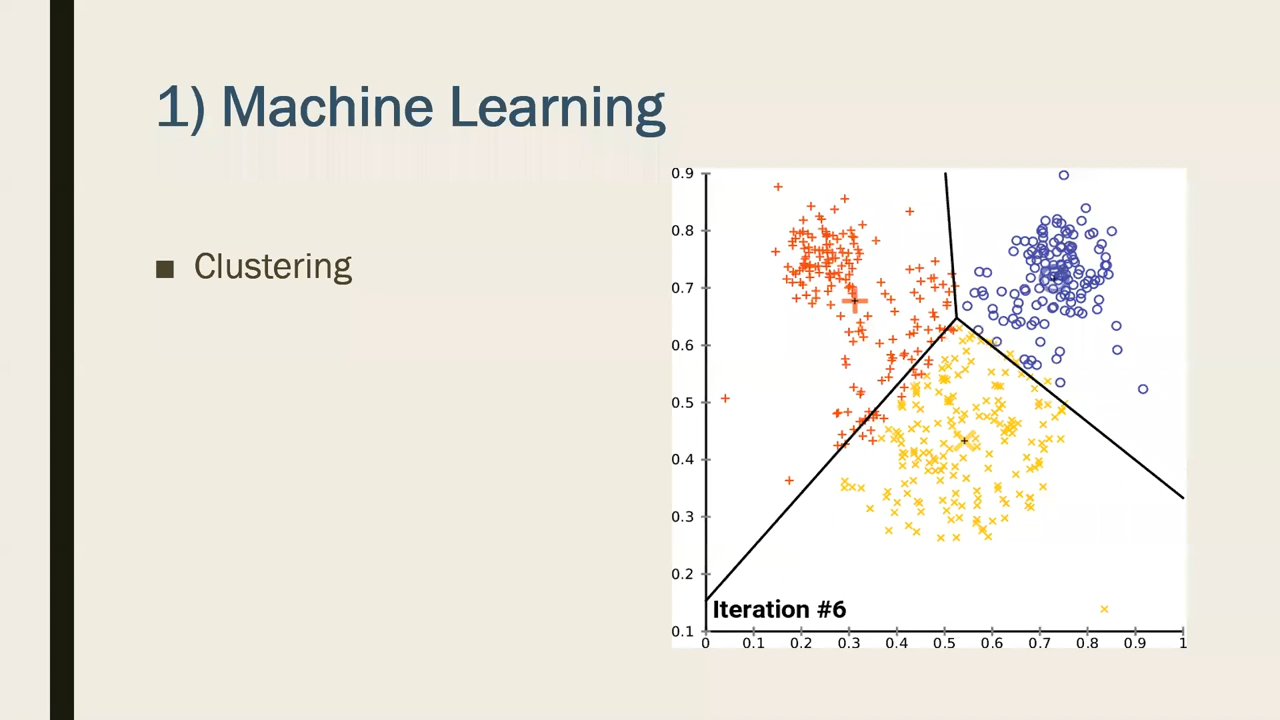 1) Machine Learning
■ Clustering
0.9
0.8
0.7
0.6
0.5
0.4
0.3
0.2
0.1
Iteration #6
0 0.1 0.2 0.3 0.4 0.5 0.6 0.7 0.8 0.9 1